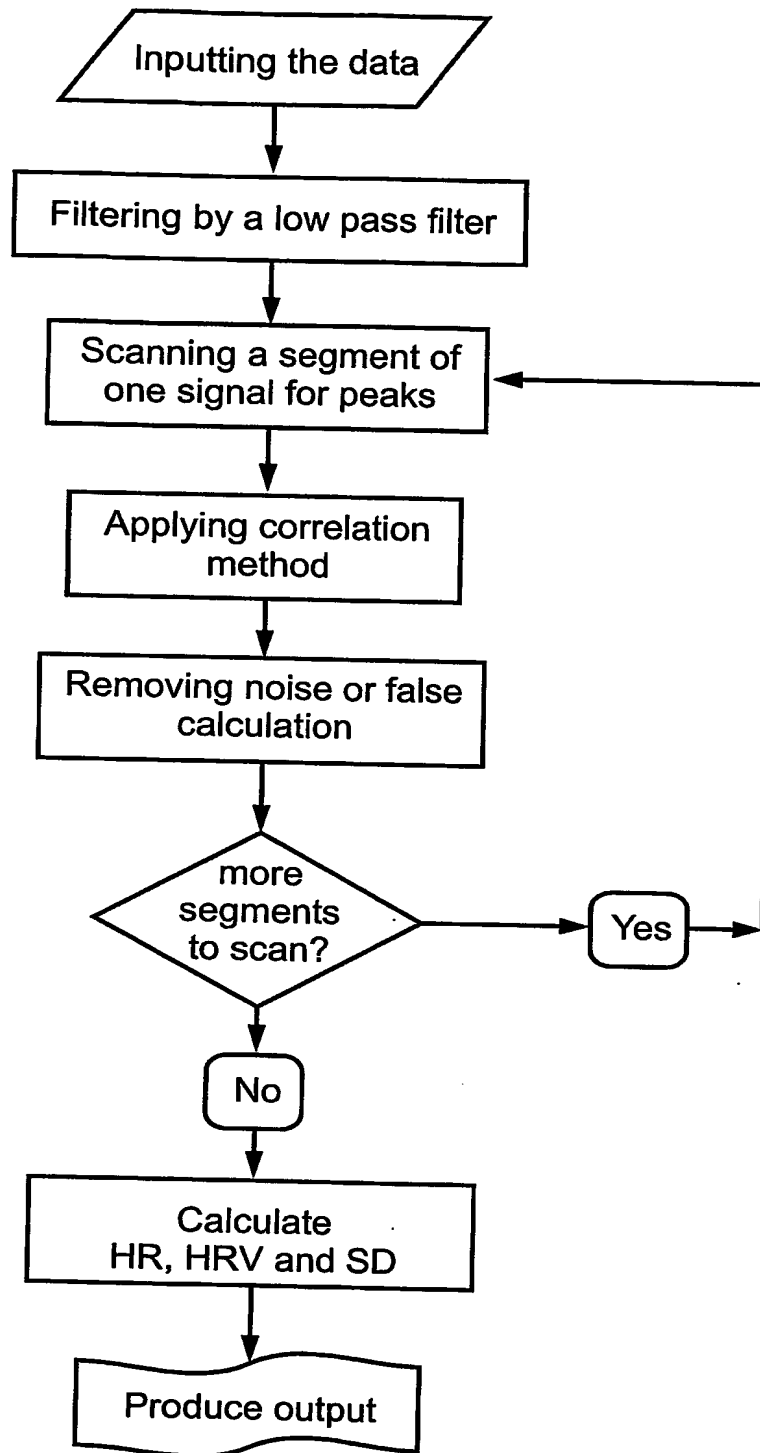 Inputting the data
Filtering by a low pass filter
Scanning a segment of
one signal for peaks
Applying correlation
method
Removing noise or false
calculation
more
segments
to scan?
Yes
No
Calculate
HR, HRV and SD
Produce output